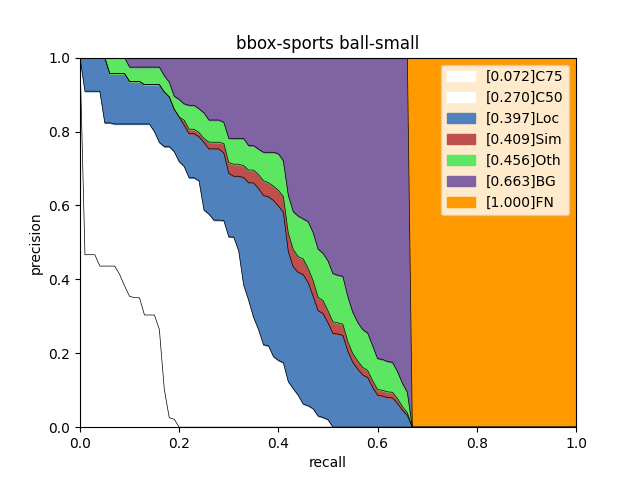 bbox-sports ball-small
1.0
0.8
0.6
0.4
0.2
0.0
precision
[0.072]C75
[0.270]C50
[0.397]Loc
[0.409]Sim
[0.456]Oth
[0.663]BG
[1.000]FN
0.0 0.2 0.4 0.6 0.8 1.0
recall